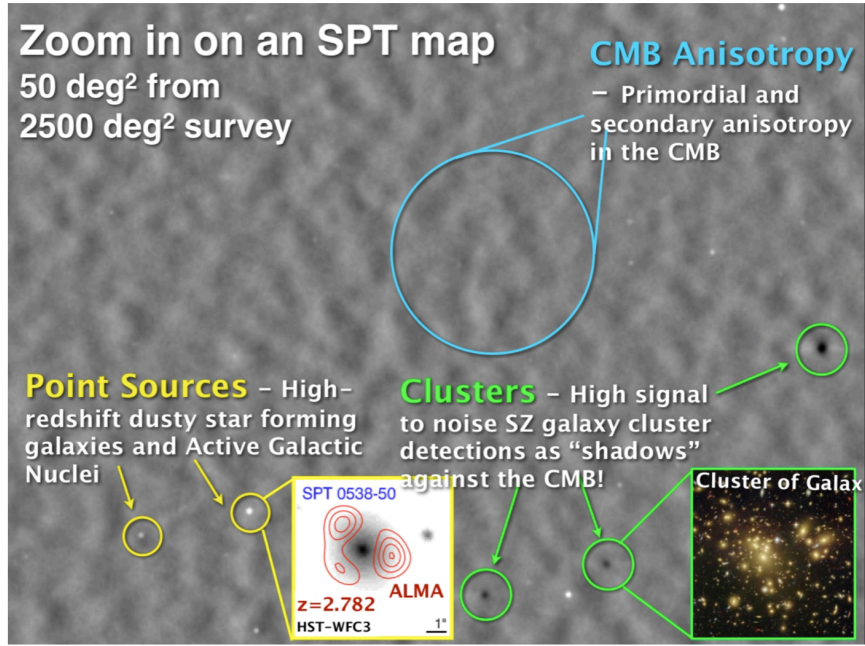 Zoom in on an SPT map
50 deg² from
2500 deg² survey
CMB Anisotropy
– Primordial and
secondary anisotropy
in the CMB
Point Sources – High-
redshift dusty star forming
galaxies and Active Galactic
Nuclei
Clusters – High signal
to noise SZ galaxy cluster
detections as “shadows”
against the CMB!
SPT 0538-50
ALMA
z=2.782
HST-WFC3
1"
Cluster of Galax